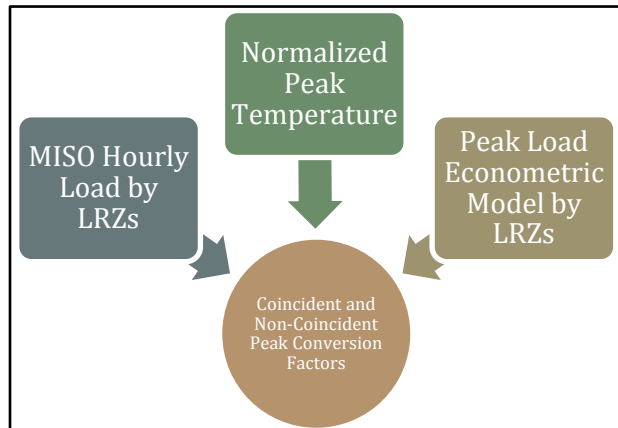 Normalized
Peak
Temperature
MISO Hourly
Load by
LRZs
Peak Load
Econometric
Model by
LRZs
Coincident and
Non-Coincident
Peak Conversion
Factors